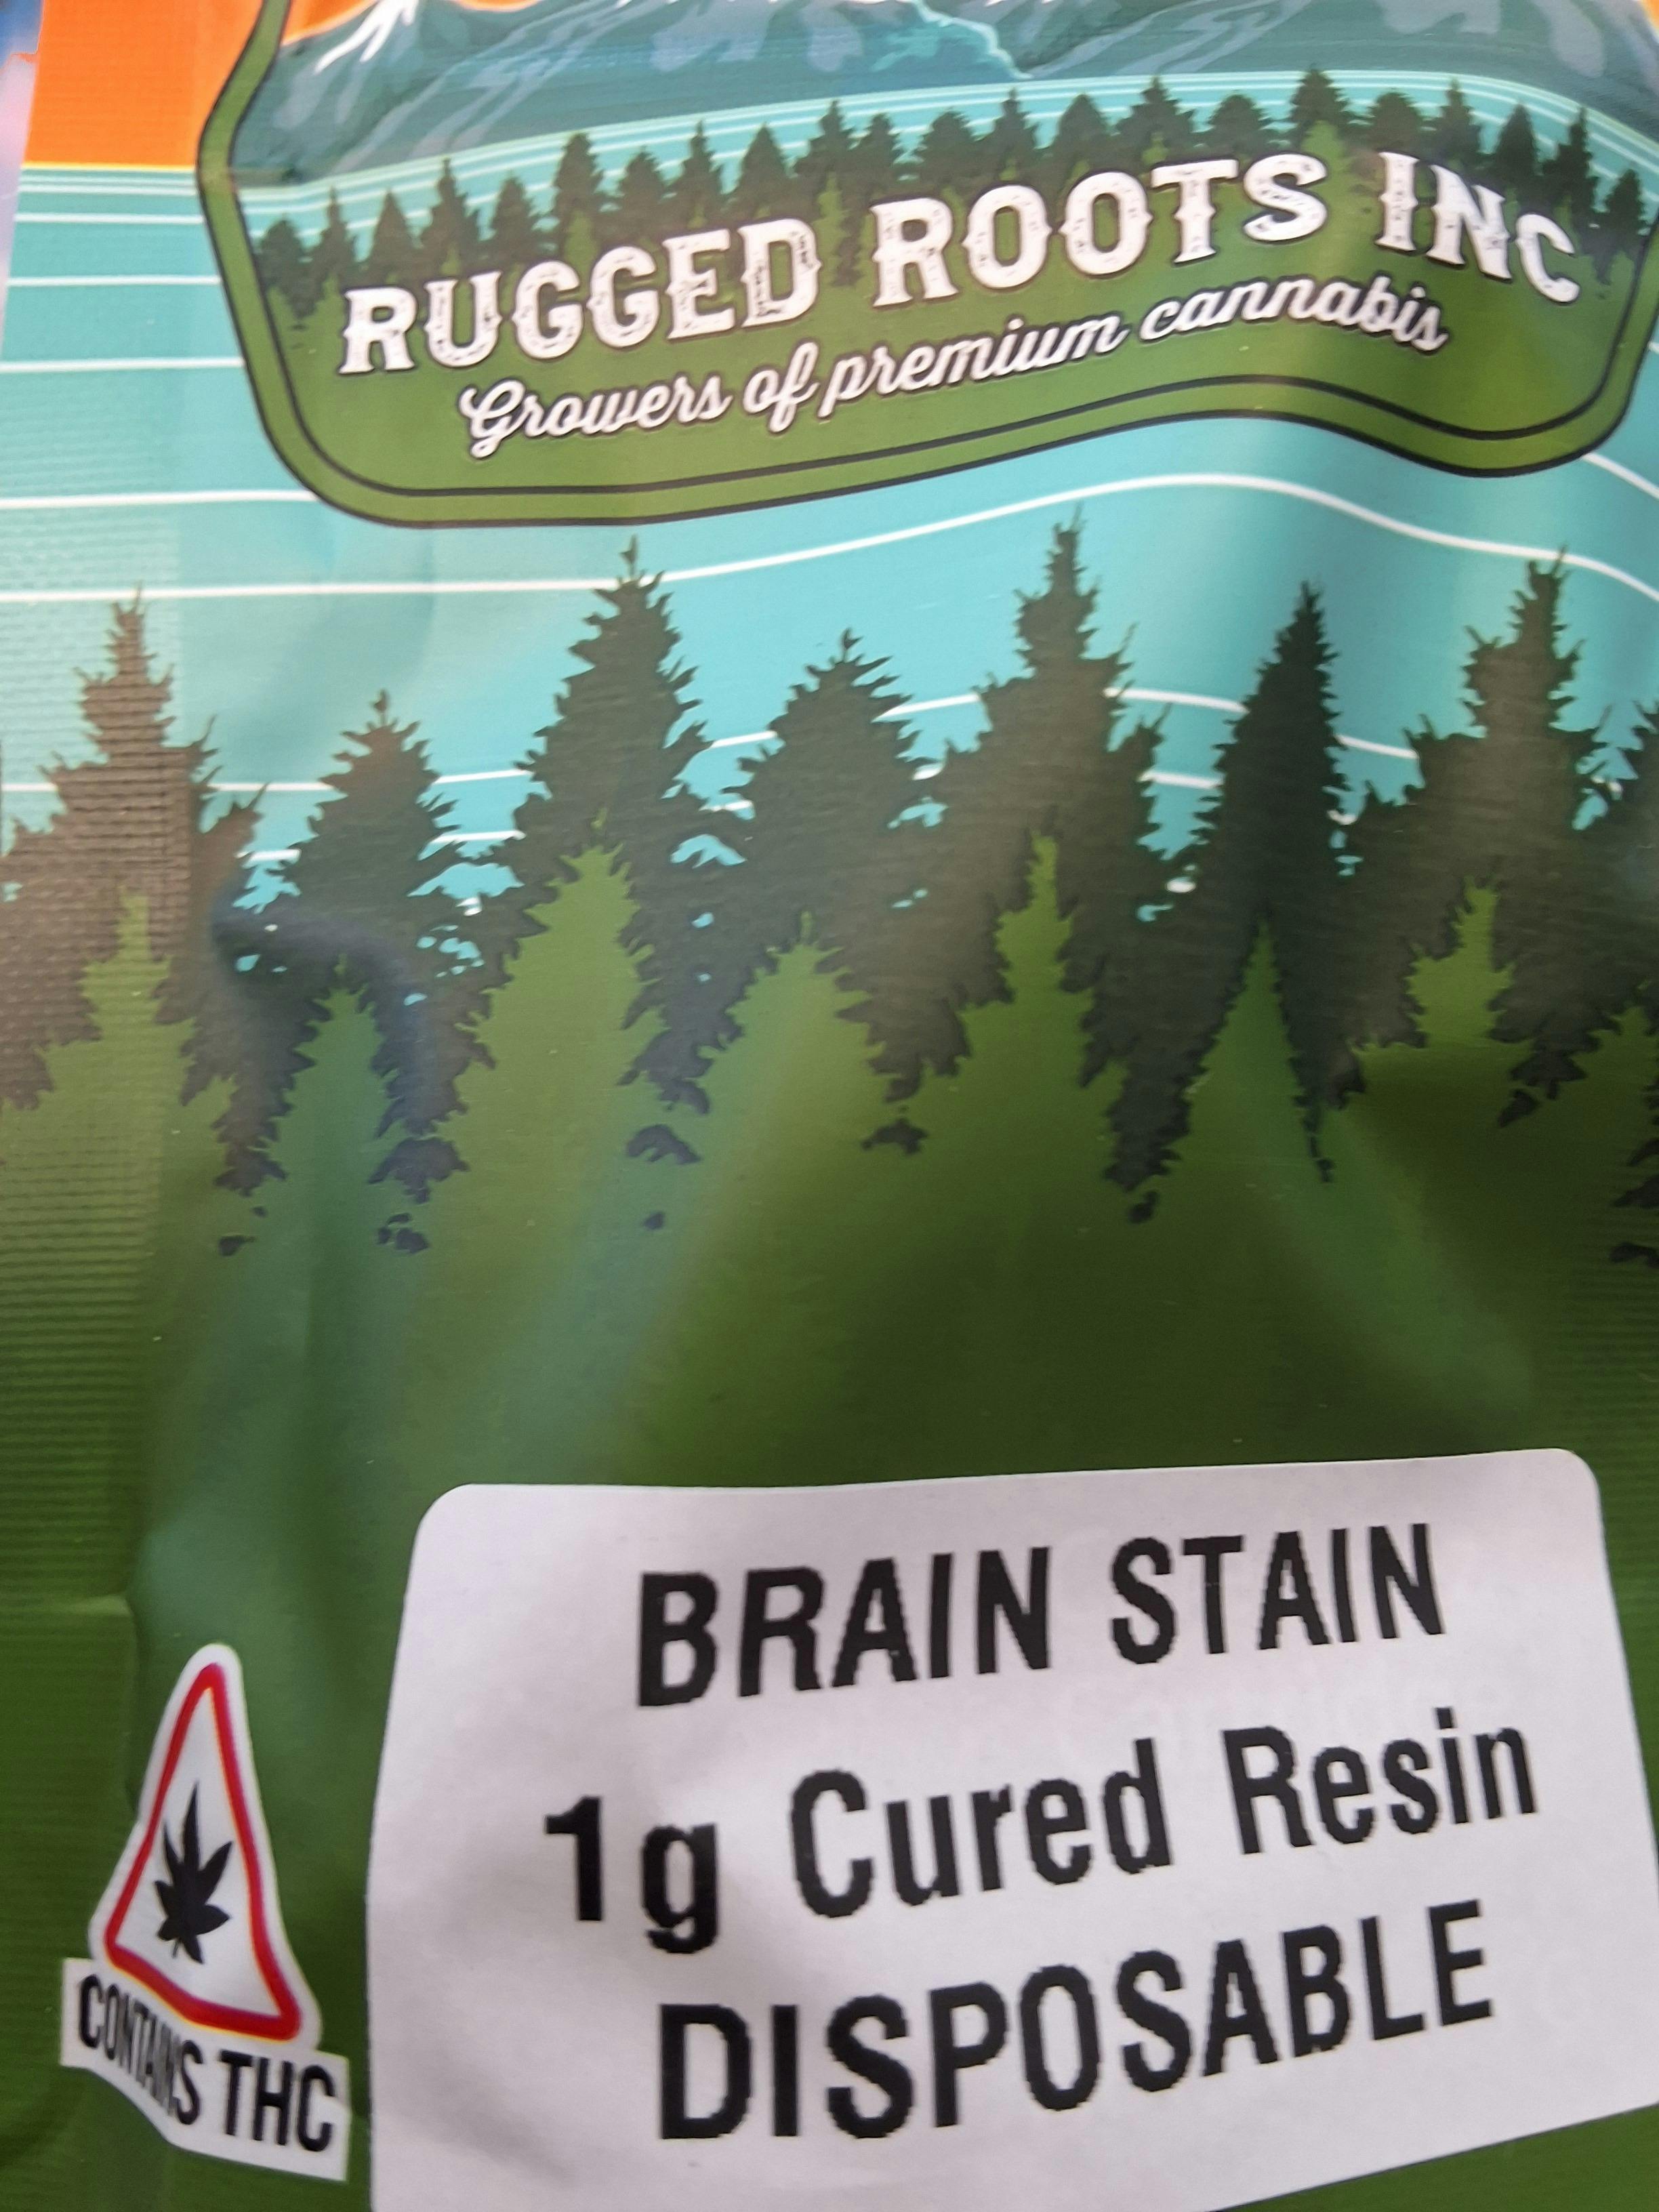 RUGGED ROOTS INC
Growers of premium cannabis
BRAIN STAIN
1g Cured Resin
DISPOSABLE
CONTAINS THC